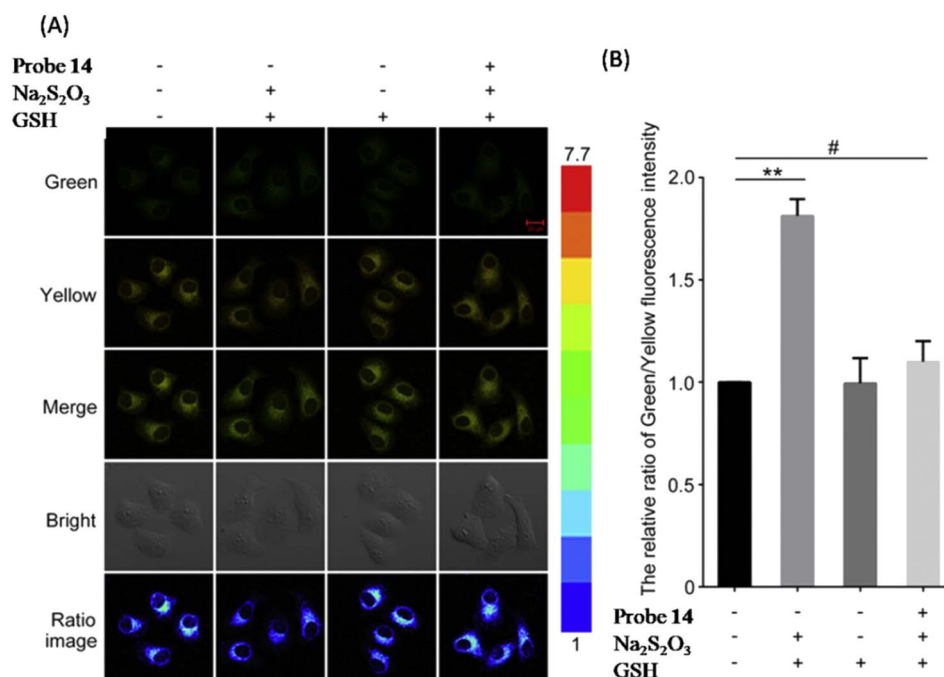 (A)
Probe 14 - - - +
Na₂S₂O₃ - + - +
GSH - + + +
Green
Yellow
Merge
Bright
Ratio
image
7.7
1
(B)
The relative ratio of Green/Yellow fluorescence intensity
#
**
2.0
1.5
1.0
0.5
0
Probe 14 - - - +
Na₂S₂O₃ - + - +
GSH - + + +